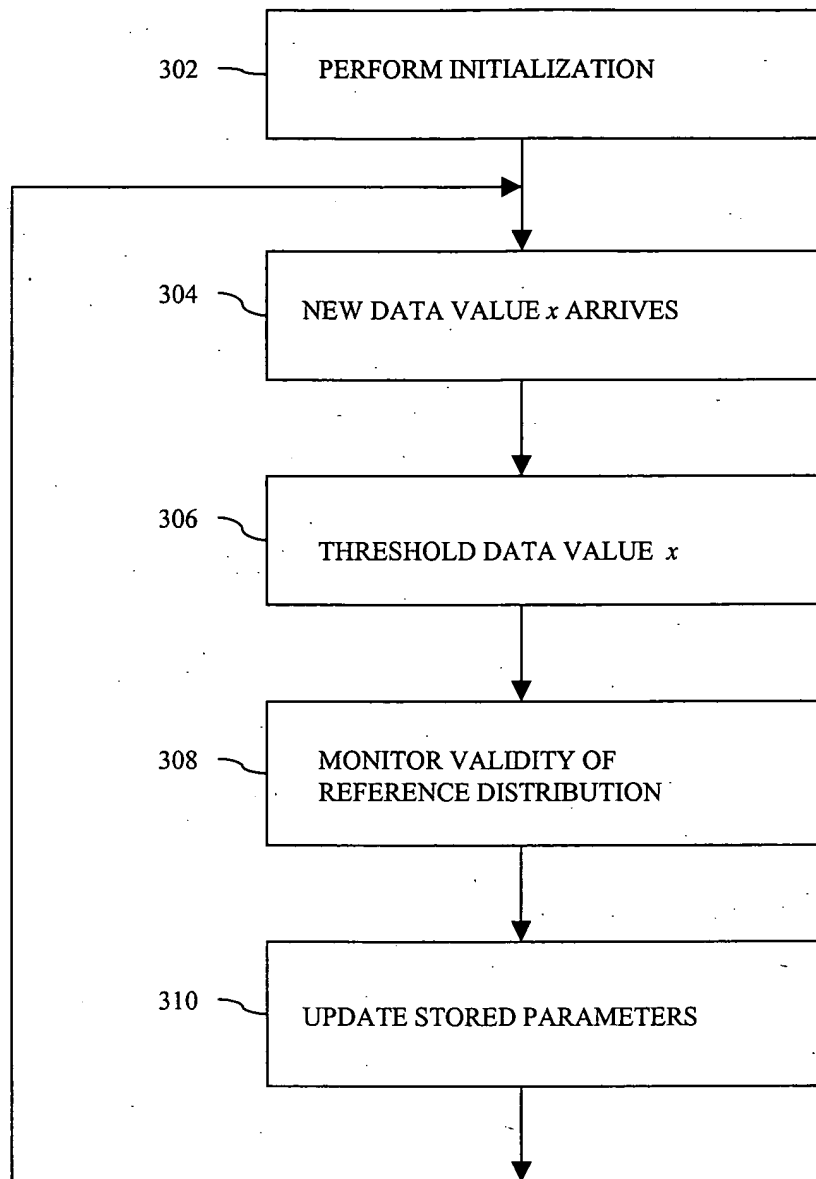 302
PERFORM INITIALIZATION
304
NEW DATA VALUE x ARRIVES
306
THRESHOLD DATA VALUE x
308
MONITOR VALIDITY OF
REFERENCE DISTRIBUTION
310
UPDATE STORED PARAMETERS